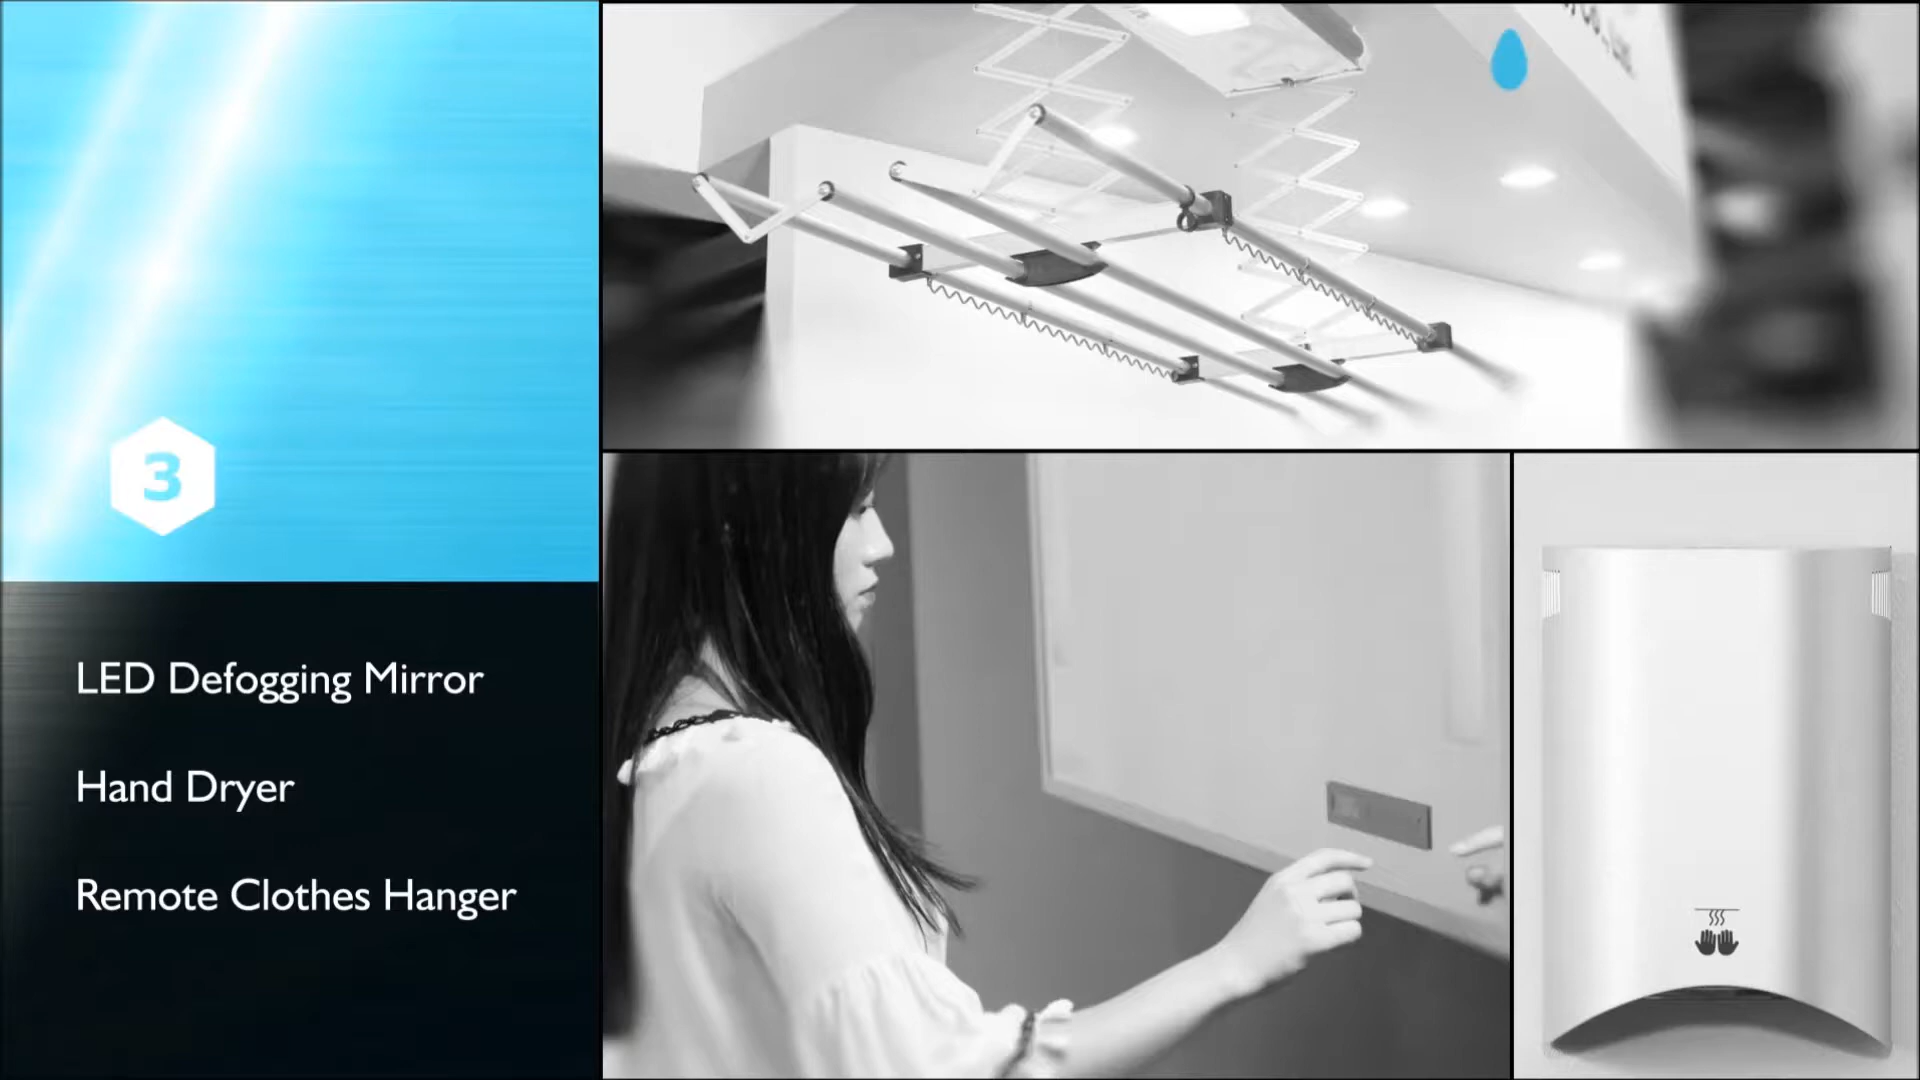 3
LED Defogging Mirror
Hand Dryer
Remote Clothes Hanger